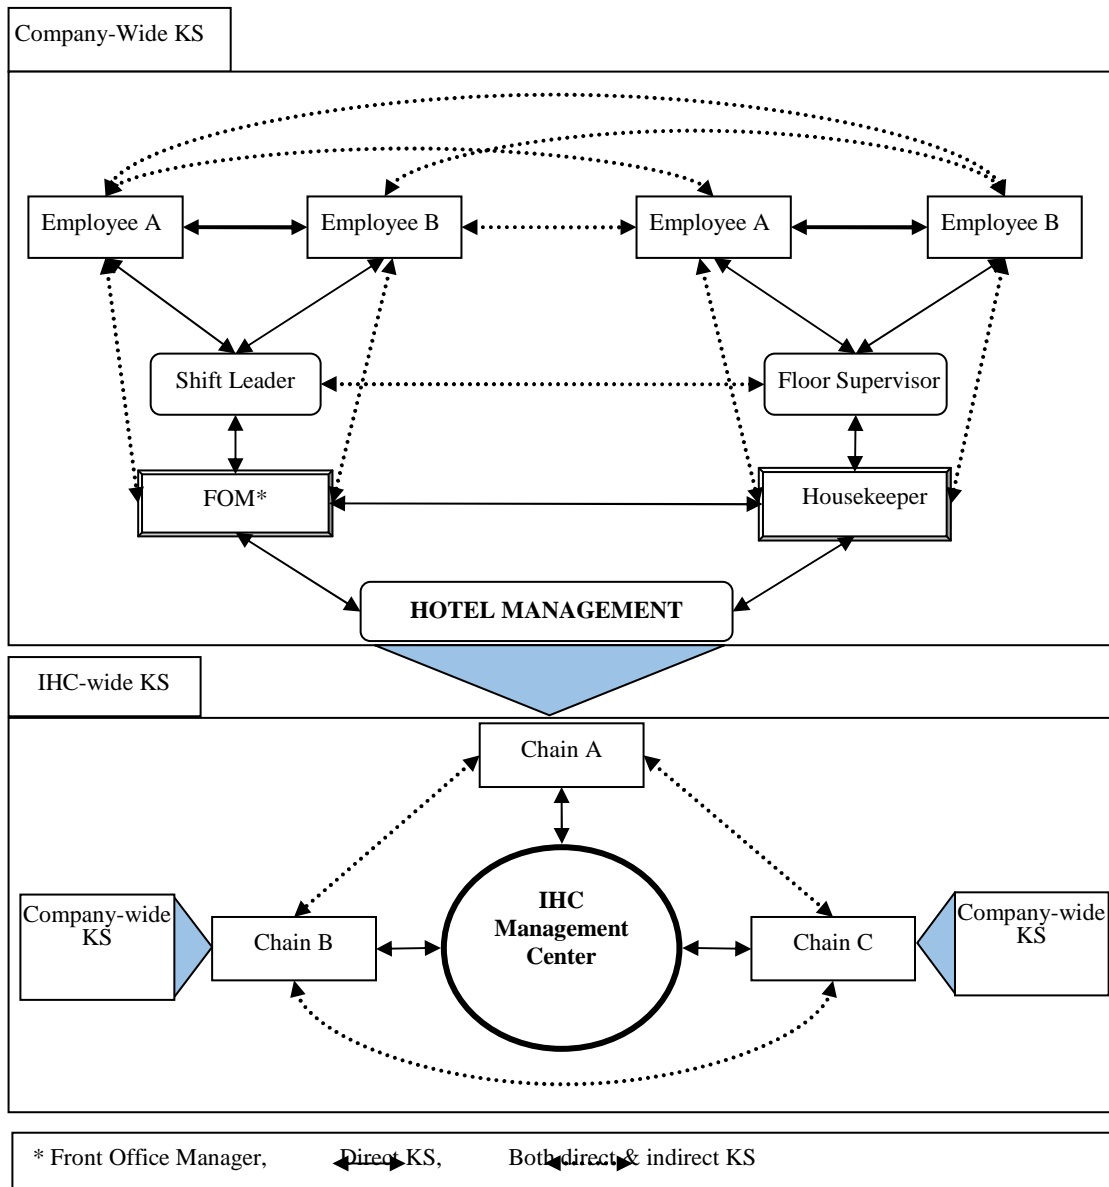 Company-Wide KS
Employee A
Employee B
Employee A
Employee B
Shift Leader
Floor Supervisor
FOM*
Housekeeper
HOTEL MANAGEMENT
IHC-wide KS
Chain A
Company-wide
KS
Chain B
IHC
Management
Center
Chain C
Company-wide
KS
* Front Office Manager, Direct KS, Both direct & indirect KS